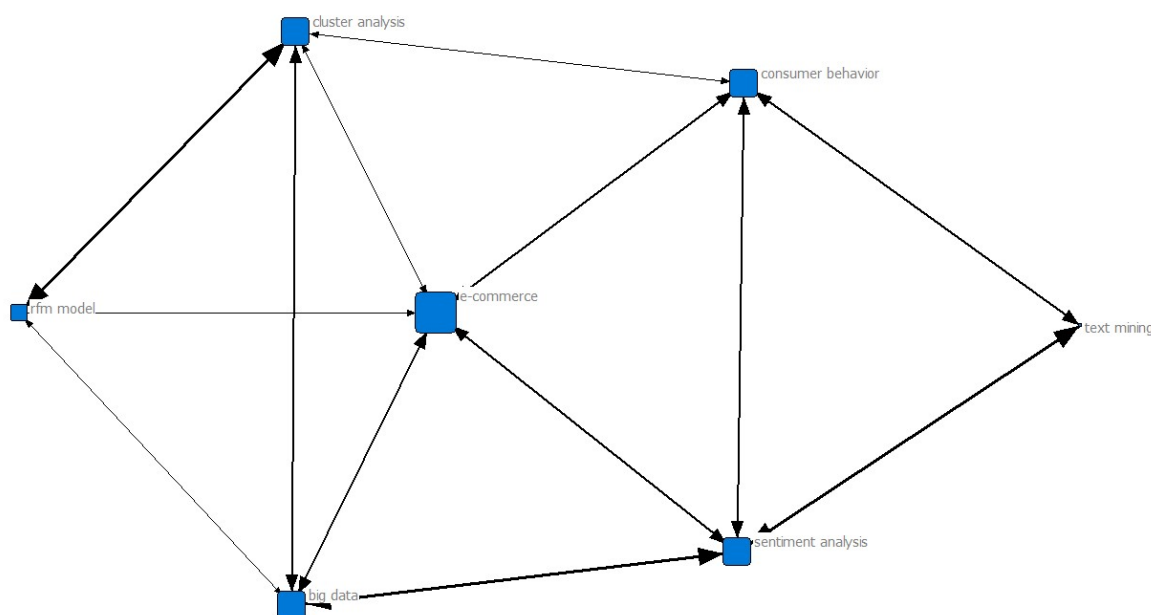 cluster analysis
consumer behavior
e-commerce
rfm model
text mining
sentiment analysis
big data